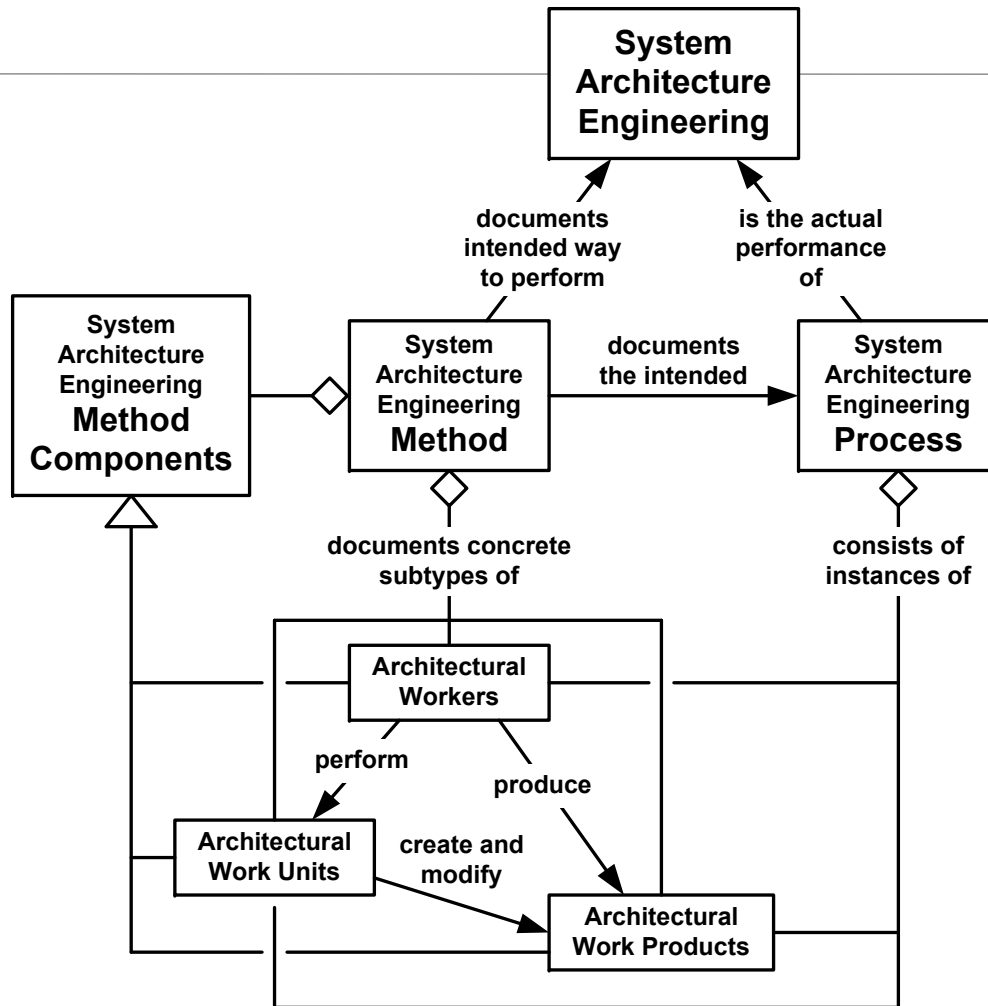 System
Architecture
Engineering
documents
intended way
to perform
is the actual
performance
of
System
Architecture
Engineering
Method
Components
System
Architecture
Engineering
Method
documents
the intended
System
Architecture
Engineering
Process
documents concrete
subtypes of
consists of
instances of
Architectural
Workers
perform
produce
Architectural
Work Units
create and
modify
Architectural
Work Products